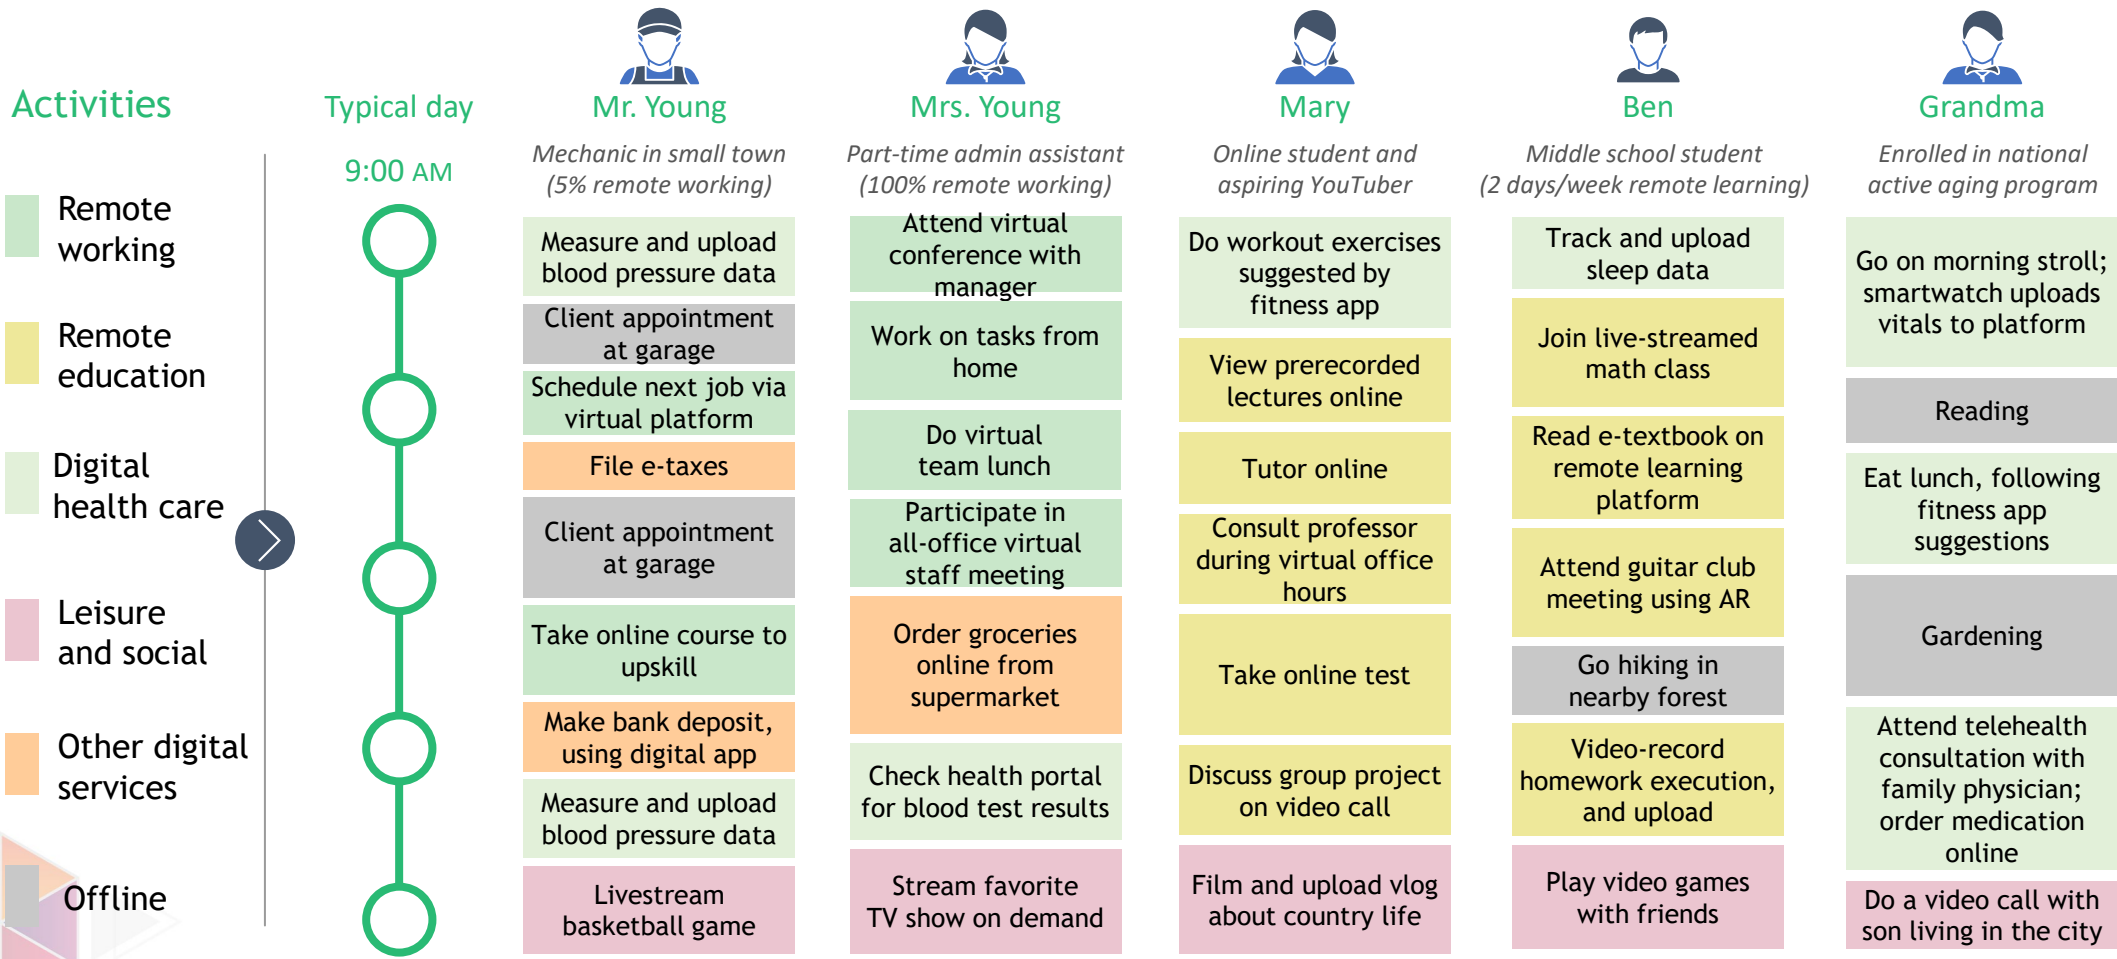 Activities
Remote
working
Remote
education
Digital
health care
Leisure
and social
Other digital
services
Offline
Typical day
9:00 AM
Mr. Young
Mechanic in small town
(5% remote working)
Measure and upload
blood pressure data
Client appointment
at garage
Schedule next job via
virtual platform
File e-taxes
Client appointment
at garage
Take online course to
upskill
Make bank deposit,
using digital app
Measure and upload
blood pressure data
Livestream
basketball game
Mrs. Young
Part-time admin assistant
(100% remote working)
Attend virtual
conference with
manager
Work on tasks from
home
Do virtual
team lunch
Participate in
all-office virtual
staff meeting
Order groceries
online from
supermarket
Check health portal
for blood test results
Stream favorite
TV show on demand
Mary
Online student and
aspiring YouTuber
Do workout exercises
suggested by
fitness app
View prerecorded
lectures online
Tutor online
Consult professor
during virtual office
hours
Take online test
Discuss group project
on video call
Film and upload vlog
about country life
Ben
Middle school student
(2 days/week remote learning)
Track and upload
sleep data
Join live-streamed
math class
Read e-textbook on
remote learning
platform
Attend guitar club
meeting using AR
Go hiking in
nearby forest
Video-record
homework execution,
and upload
Play video games
with friends
Grandma
Enrolled in national
active aging program
Go on morning stroll;
smartwatch uploads
vitals to platform
Reading
Eat lunch, following
fitness app
suggestions
Gardening
Attend telehealth
consultation with
family physician;
order medication
online
Do a video call with
son living in the city